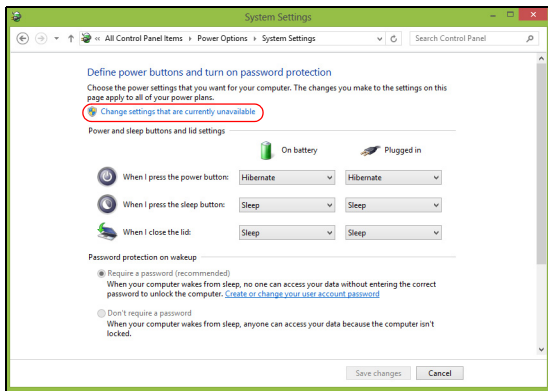 System Settings
« All Control Panel Items › Power Options › System Settings
Search Control Panel
Define power buttons and turn on password protection
Choose the power settings that you want for your computer. The changes you make to the settings on this
page apply to all of your power plans.
Change settings that are currently unavailable
Power and sleep buttons and lid settings
On battery Plugged in
When I press the power button: Hibernate Hibernate
When I press the sleep button: Sleep Sleep
When I close the lid: Sleep Sleep
Password protection on wakeup
Require a password (recommended)
When your computer wakes from sleep, no one can access your data without entering the correct
password to unlock the computer. Create or change your user account password
Don't require a password
When your computer wakes from sleep, anyone can access your data because the computer isn't
locked.
Save changes Cancel